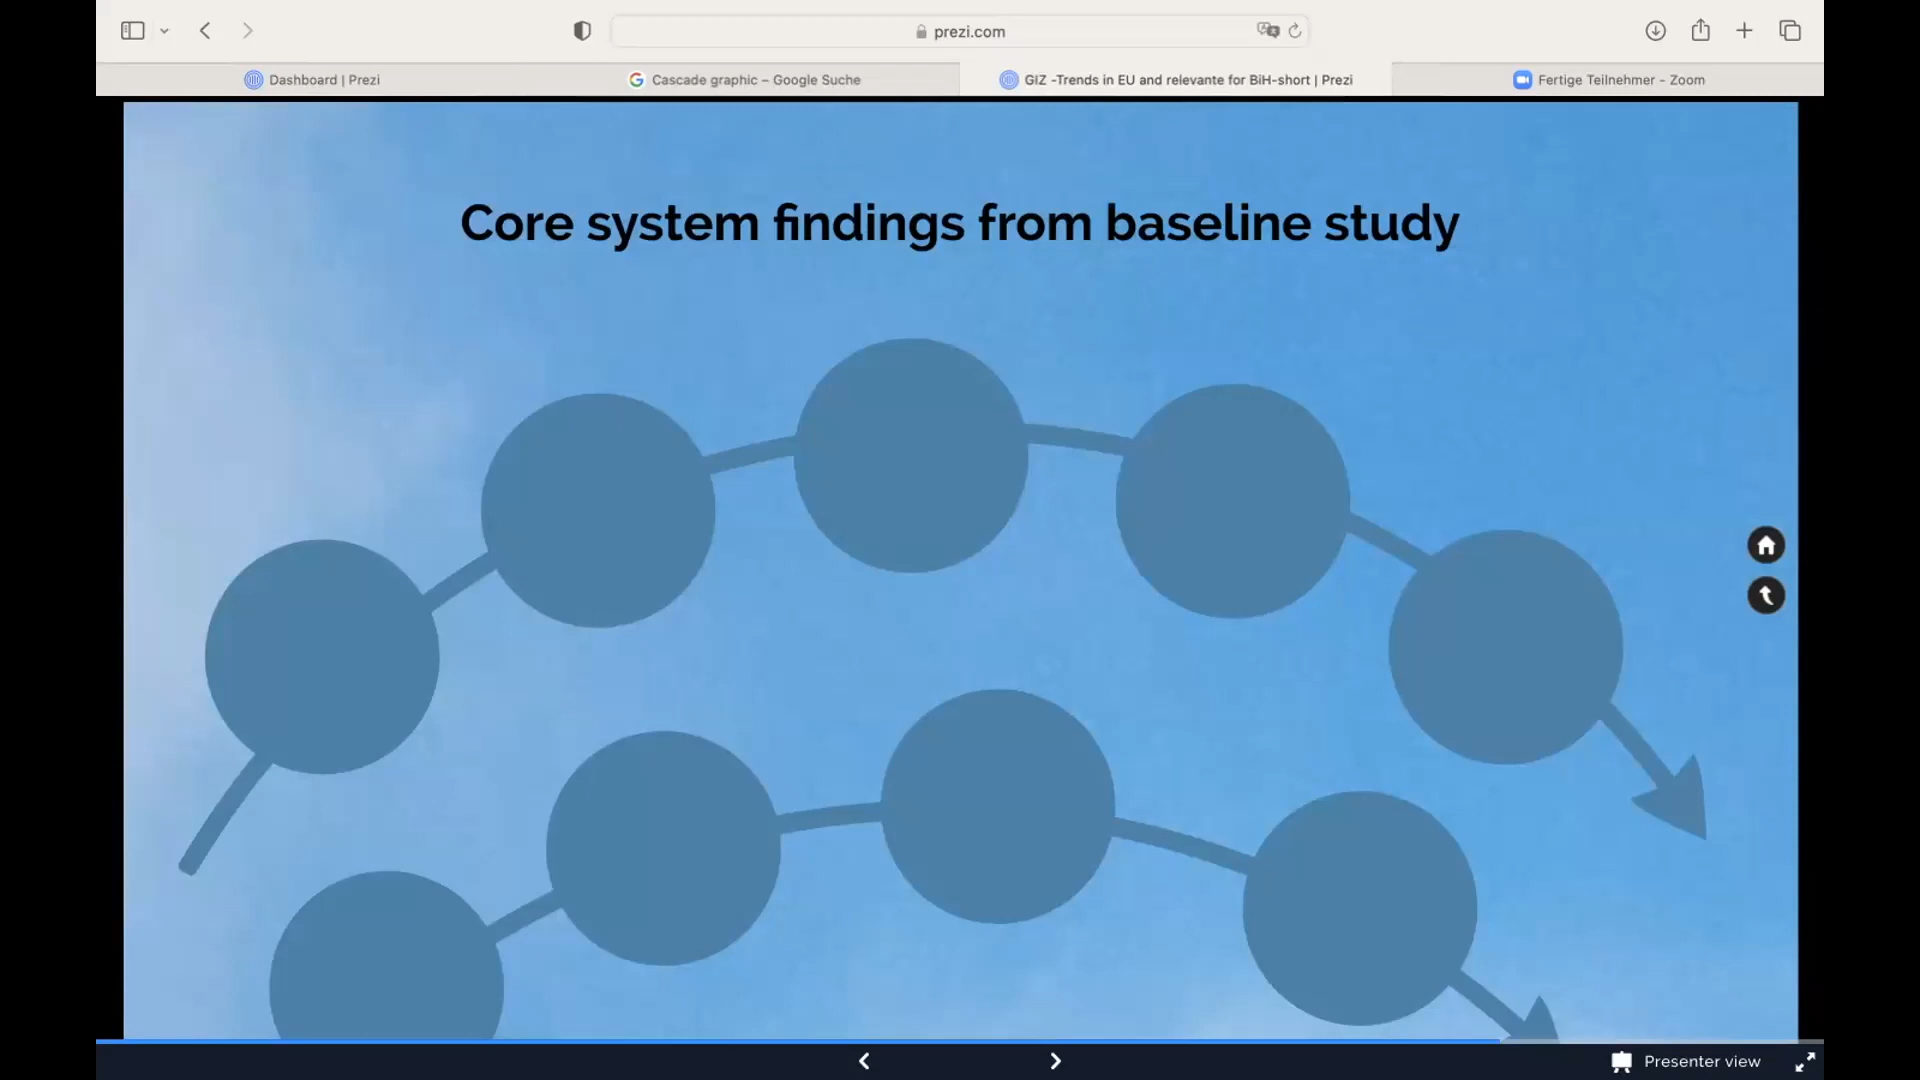 prezi.com
Dashboard | Prezi
Cascade graphic – Google Suche
GIZ -Trends in EU and relevante for BiH-short | Prezi
Fertige Teilnehmer - Zoom
Core system findings from baseline study
Presenter view